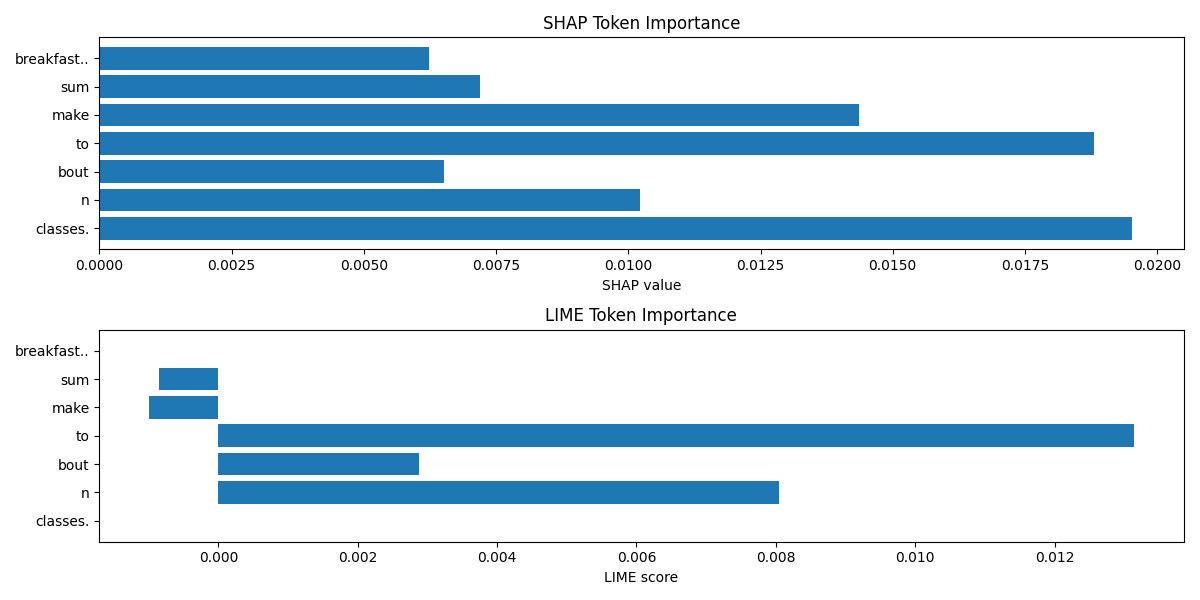 SHAP Token Importance
breakfast..
sum
make
to
bout
n
classes.
0.0000 0.0025 0.0050 0.0075 0.0100 0.0125 0.0150 0.0175 0.0200
SHAP value
LIME Token Importance
breakfast..
sum
make
to
bout
n
classes.
0.000 0.002 0.004 0.006 0.008 0.010 0.012
LIME score